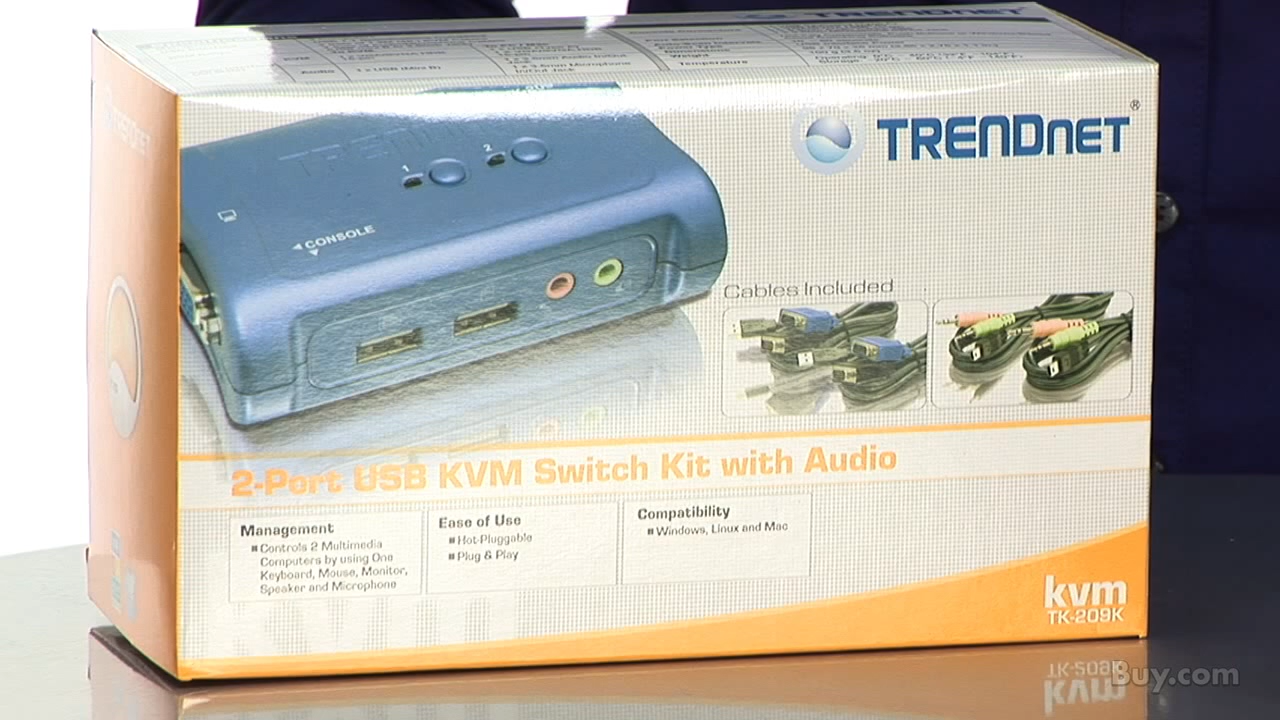 TRENDnet®
1
2
CONSOLE
Cables Included
2-Port USB KVM Switch Kit with Audio
Management
Controls 2 Multimedia
Computers by using One
Keyboard, Mouse, Monitor,
Speaker and Microphone
Ease of Use
Hot-Pluggable
Plug & Play
Compatibility
Windows, Linux and Mac
kvm
TK-209K
Buy.com